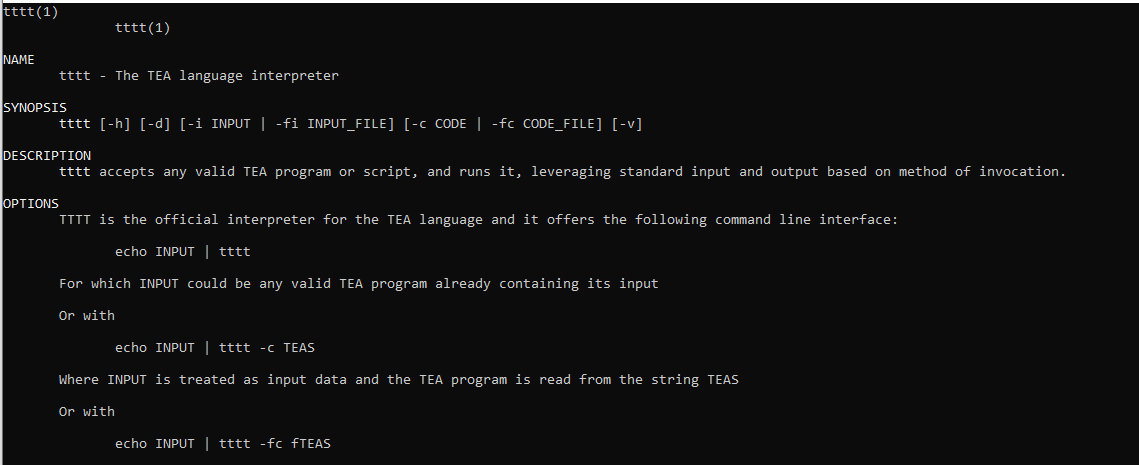 tttt(1)
tttt(1)
NAME
tttt - The TEA language interpreter
SYNOPSIS
tttt [-h] [-d] [-i INPUT | -fi INPUT_FILE] [-c CODE | -fc CODE_FILE] [-v]
DESCRIPTION
tttt accepts any valid TEA program or script, and runs it, leveraging standard input and output based on method of invocation.
OPTIONS
TTTT is the official interpreter for the TEA language and it offers the following command line interface:
echo INPUT | tttt
For which INPUT could be any valid TEA program already containing its input
Or with
echo INPUT | tttt -c TEAS
Where INPUT is treated as input data and the TEA program is read from the string TEAS
Or with
echo INPUT | tttt -fc fTEAS